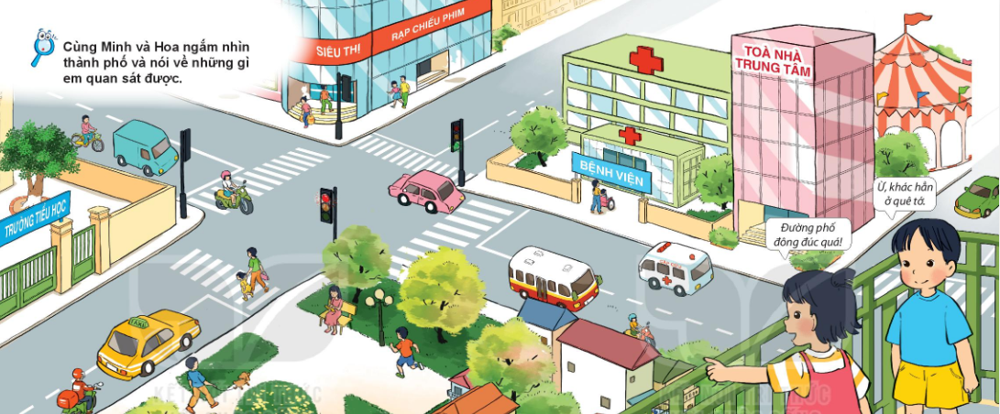 Cùng Minh và Hoa ngắm nhìn
thành phố và nói về những gì
em quan sát được.
SIÊU THỊ
RẠP CHIẾU PHIM
TOÀ NHÀ
TRUNG TÂM
BỆNH VIỆN
TRƯỜNG TIỂU HỌC
Ừ, khác hẳn
ở quê tớ.
Đường phố
đông đúc quá!
TAXI